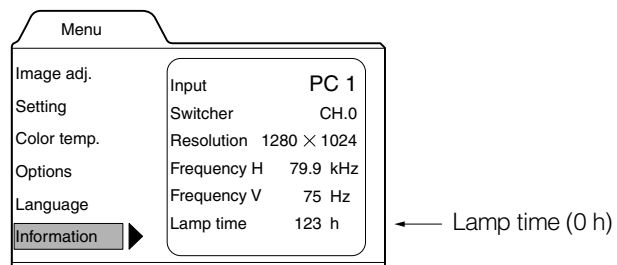 Menu
Image adj.
Setting
Color temp.
Options
Language
Information
Input PC 1
Switcher CH.0
Resolution 1280 × 1024
Frequency H 79.9 kHz
Frequency V 75 Hz
Lamp time 123 h
Lamp time (0 h)